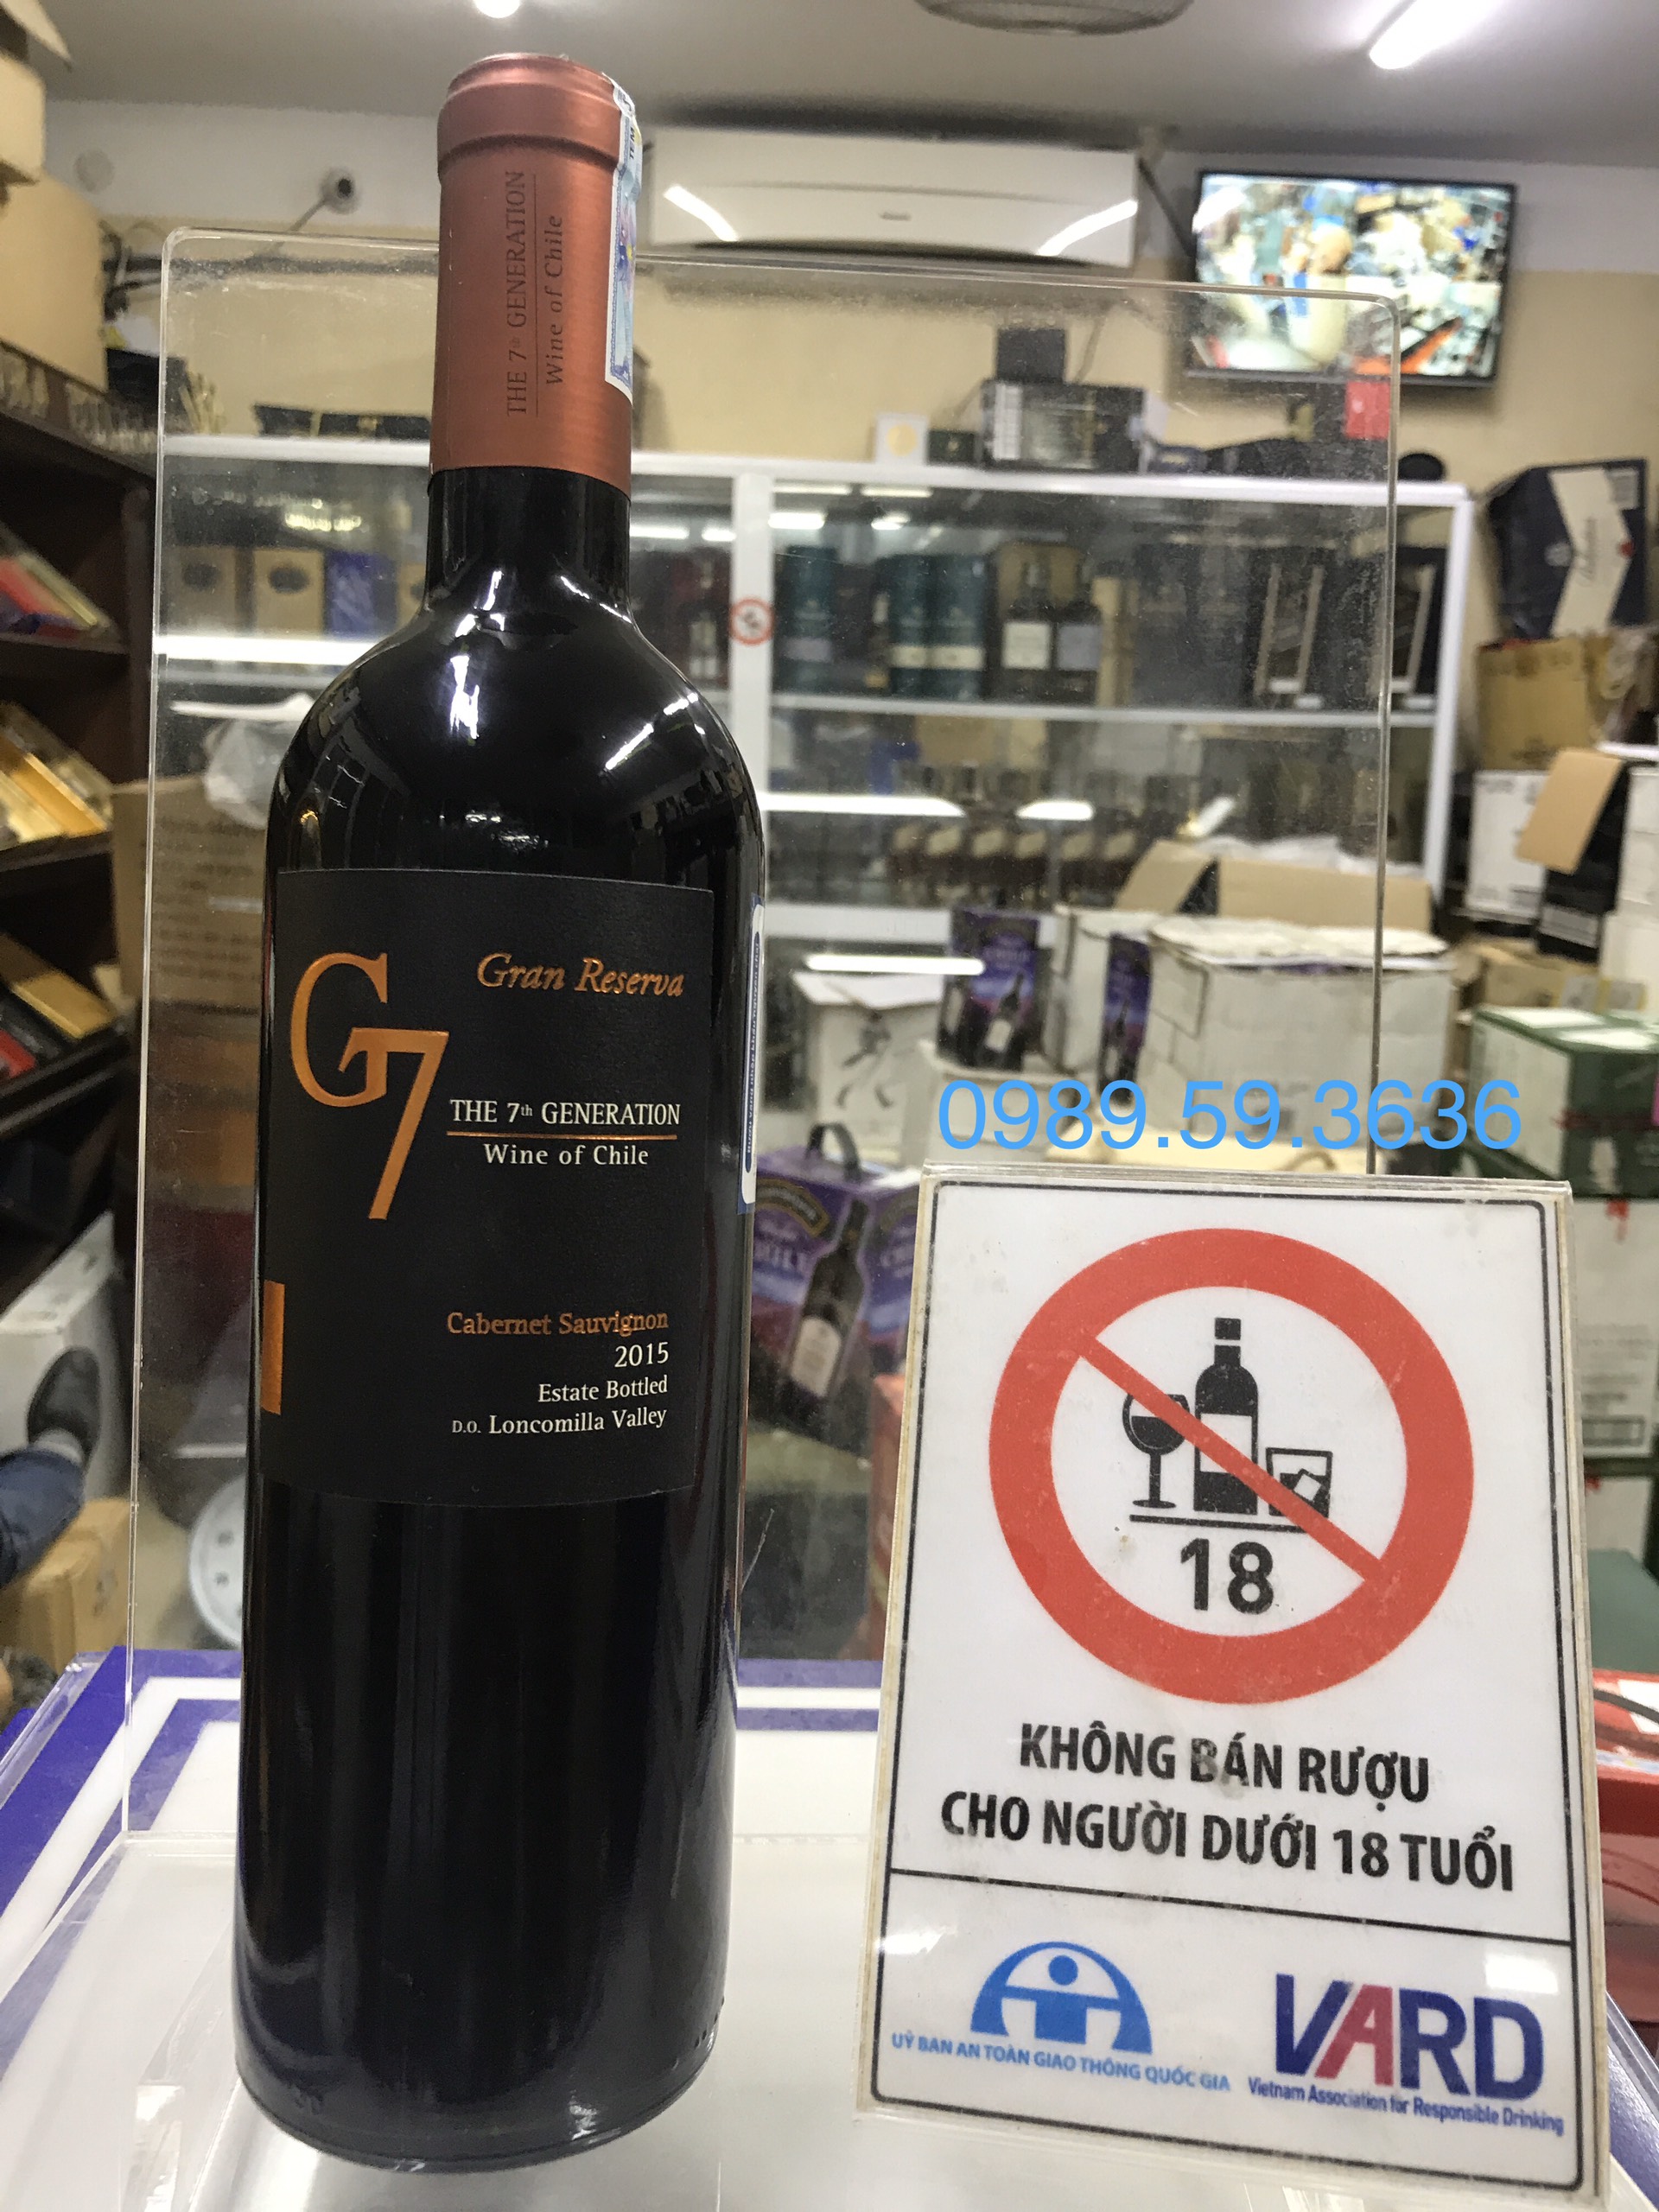 THE 7th GENERATION
Wine of Chile
G7
Gran Reserva
THE 7th GENERATION
Wine of Chile
Cabernet Sauvignon
2015
Estate Bottled
D.O. Loncomilla Valley
0989.59.3636
18
KHÔNG BÁN RƯỢU
CHO NGƯỜI DƯỚI 18 TUỔI
UỶ BAN AN TOÀN GIAO THÔNG QUỐC GIA
VARD
Vietnam Association for Responsible Drinking